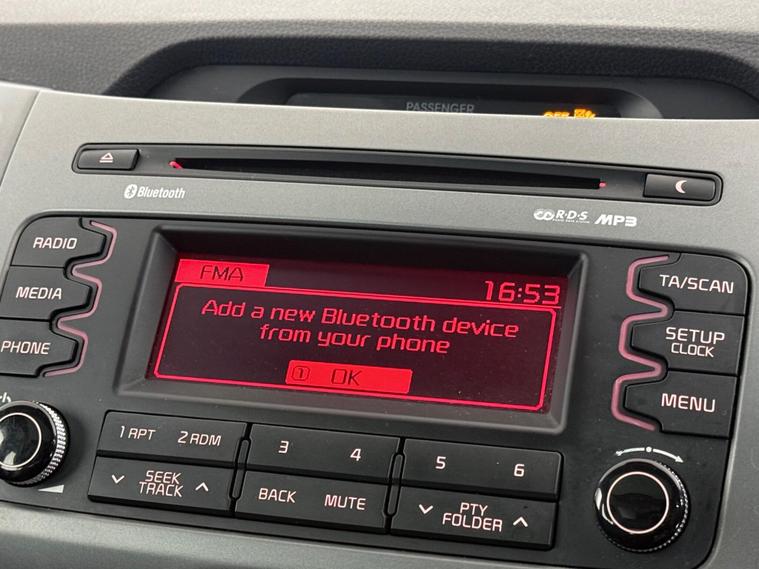 PASSENGER
OFF
Bluetooth
R·D·S
MP3
RADIO
MEDIA
PHONE
FMA
16:53
Add a new Bluetooth device
from your phone
1 OK
TA/SCAN
SETUP
CLOCK
MENU
1 RPT
2 RDM
3
4
5
6
SEEK
TRACK
BACK
MUTE
PTY
FOLDER